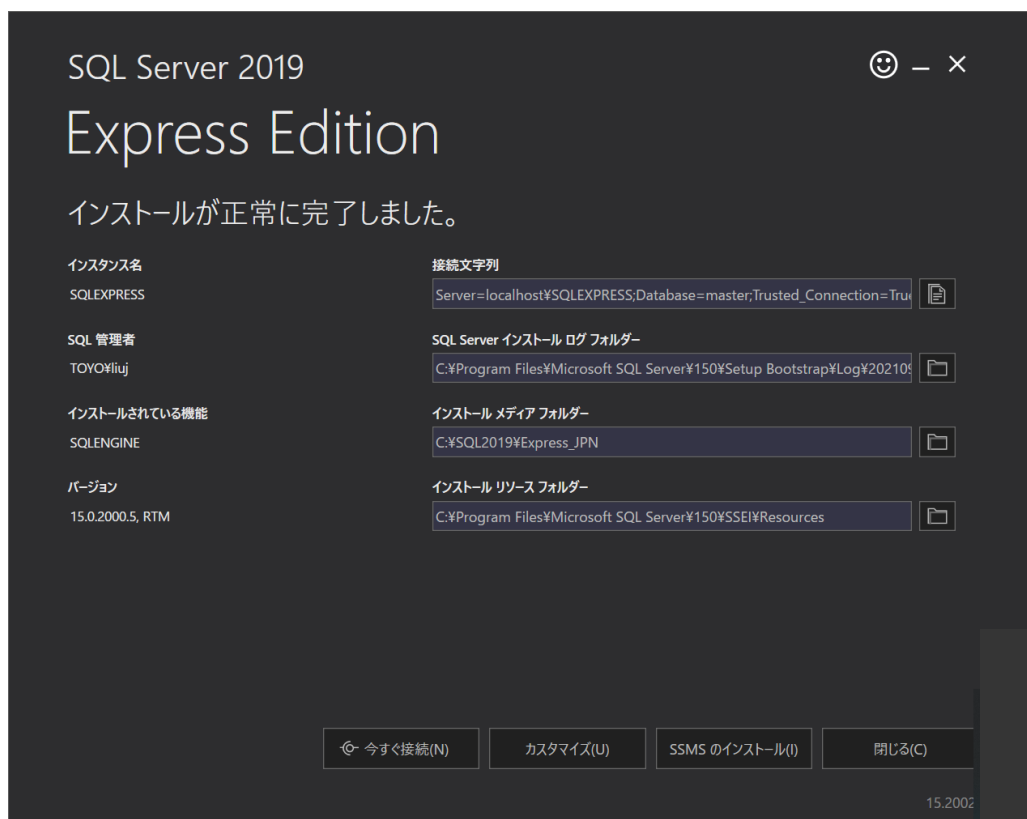 SQL Server 2019
Express Edition
インストールが正常に完了しました。
インスタンス名
SQLEXPRESS
接続文字列
Server=localhost¥SQLEXPRESS;Database=master;Trusted_Connection=True
SQL 管理者
TOYO¥liuj
SQL Server インストール ログ フォルダー
C:¥Program Files¥Microsoft SQL Server¥150¥Setup Bootstrap¥Log¥202109
インストールされている機能
SQLENGINE
インストール メディア フォルダー
C:¥SQL2019¥Express_JPN
バージョン
15.0.2000.5, RTM
インストール リソース フォルダー
C:¥Program Files¥Microsoft SQL Server¥150¥SSEI¥Resources
今すぐ接続(N)
カスタマイズ(U)
SSMS のインストール(I)
閉じる(C)
15.2002